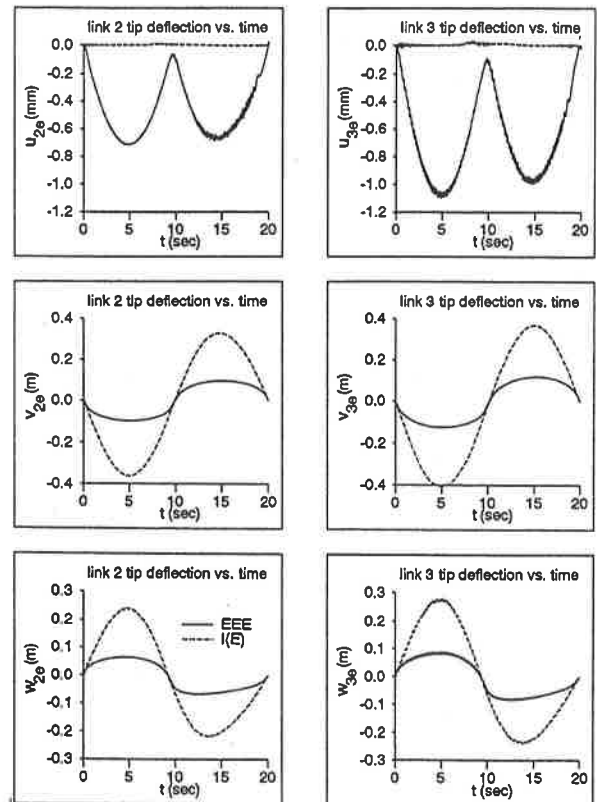 link 2 tip deflection vs. time
0.0
-0.2
-0.4
-0.6
-0.8
-1.0
-1.2
u2e(mm)
0 5 10 15 20
t (sec)
link 3 tip deflection vs. time
0.0
-0.2
-0.4
-0.6
-0.8
-1.0
-1.2
u3e(mm)
0 5 10 15 20
t (sec)
link 2 tip deflection vs. time
0.4
0.2
0.0
-0.2
-0.4
v2e(m)
0 5 10 15 20
t (sec)
link 3 tip deflection vs. time
0.4
0.2
0.0
-0.2
-0.4
v3e(m)
0 5 10 15 20
t (sec)
link 2 tip deflection vs. time
0.3
0.2
0.1
0.0
-0.1
-0.2
-0.3
w2e(m)
EEE
I(E)
0 5 10 15 20
t (sec)
link 3 tip deflection vs. time
0.3
0.2
0.1
0.0
-0.1
-0.2
-0.3
w3e(m)
0 5 10 15 20
t (sec)